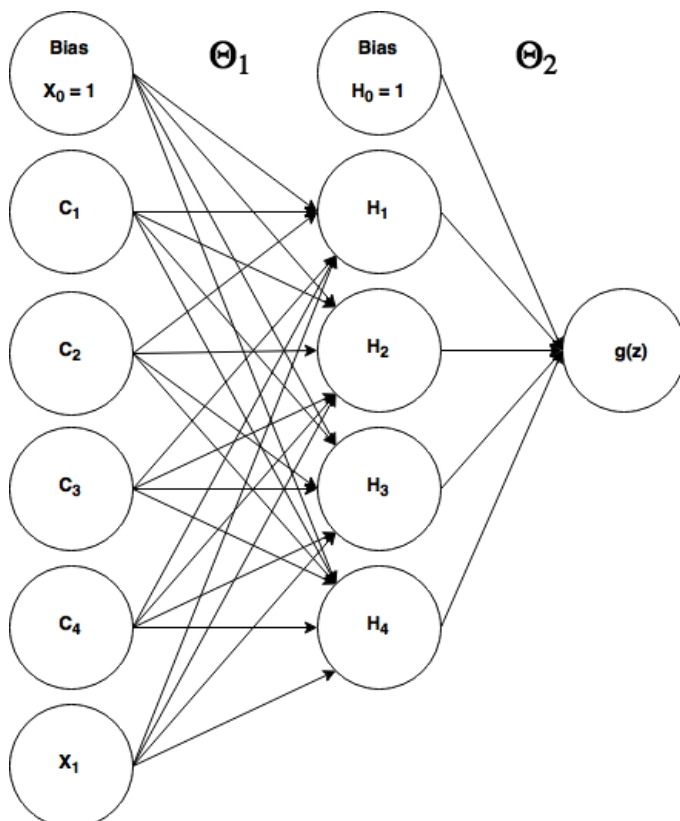 Bias
X₀ = 1
Θ₁
Bias
H₀ = 1
Θ₂
C₁
H₁
C₂
H₂
g(z)
C₃
H₃
C₄
H₄
X₁